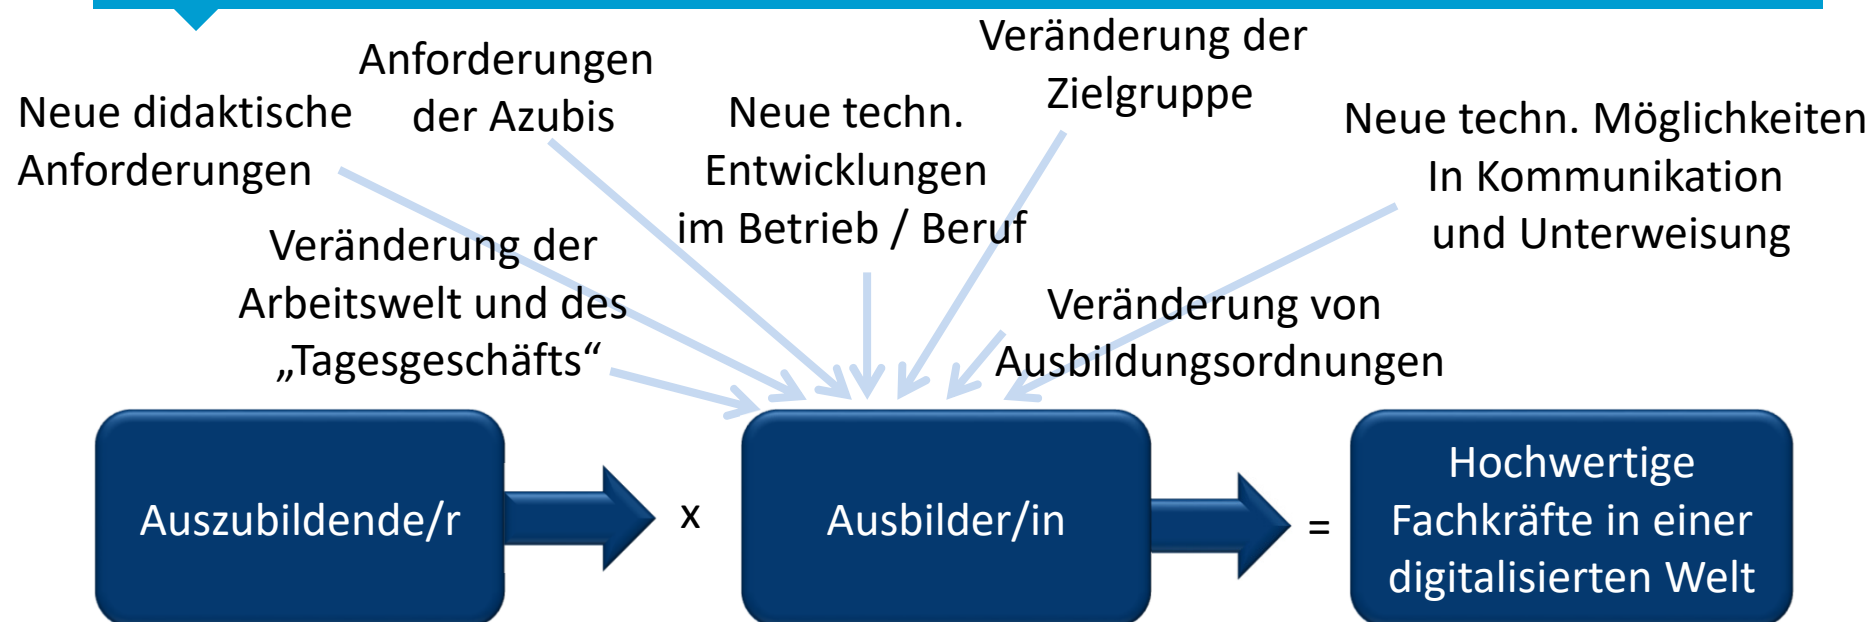 Neue didaktische
Anforderungen
Anforderungen
der Azubis
Veränderung der
Arbeitswelt und des
„Tagesgeschäfts“
Neue techn.
Entwicklungen
im Betrieb / Beruf
Veränderung der
Zielgruppe
Veränderung von
Ausbildungsordnungen
Neue techn. Möglichkeiten
In Kommunikation
und Unterweisung
Auszubildende/r
x
Ausbilder/in
=
Hochwertige
Fachkräfte in einer
digitalisierten Welt